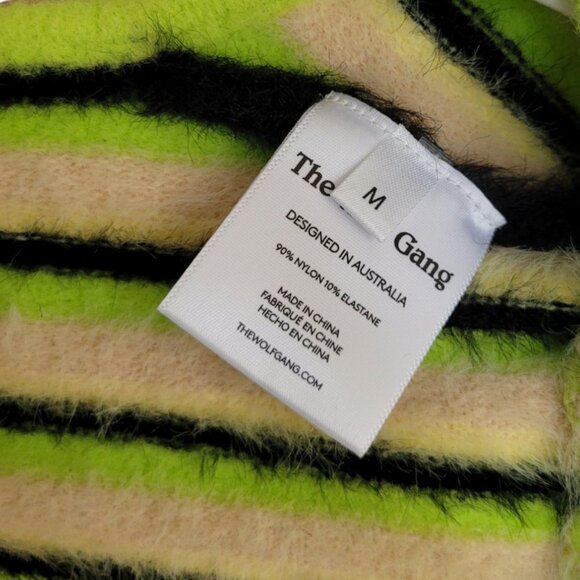 The
Gang
M
DESIGNED IN AUSTRALIA
90% NYLON 10% ELASTANE
MADE IN CHINA
FABRIQUÉ EN CHINE
HECHO EN CHINA
THEWOLFGANG.COM